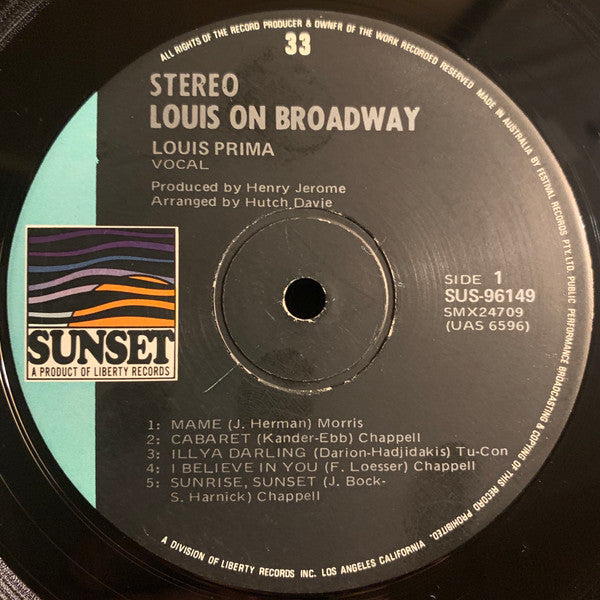 ALL RIGHTS OF THE RECORD PRODUCER & OWNER OF THE WORK RECORDED RESERVED MADE IN AUSTRALIA BY FESTIVAL RECORDS PTY.LTD. PUBLIC PERFORMANCE BROADCASTING & COPYING OF THIS RECORD PROHIBITED.
33
STEREO
LOUIS ON BROADWAY
LOUIS PRIMA
VOCAL
Produced by Henry Jerome
Arranged by Hutch Davie
SIDE 1
SUS-96149
SMX24709
(UAS 6596)
SUNSET
A PRODUCT OF LIBERTY RECORDS
1: MAME (J. Herman) Morris
2: CABARET (Kander-Ebb) Chappell
3: ILLYA DARLING (Darion-Hadjidakis) Tu-Con
4: I BELIEVE IN YOU (F. Loesser) Chappell
5: SUNRISE, SUNSET (J. Bock-
S. Harnick) Chappell
A DIVISION OF LIBERTY RECORDS INC. LOS ANGELES CALIFORNIA